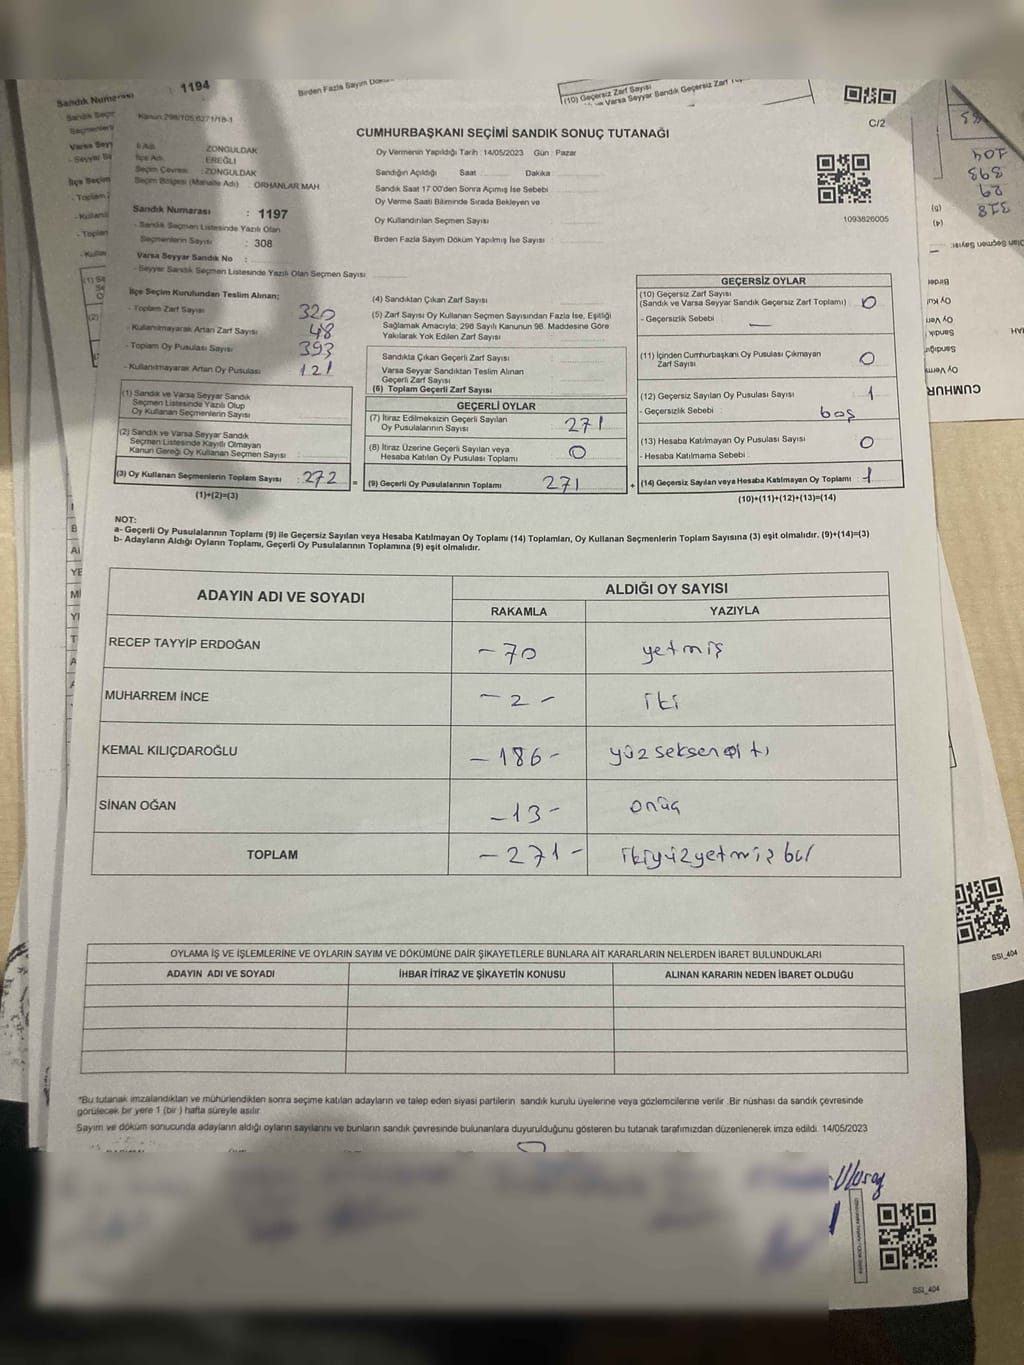 1194
Sandık Numarası
Birden Fazla Sayım
(10) Geçersiz Zarf Sayısı
ve Varsa Seyyar Sandık Geçersiz Zarf
Kanun:298/105,6271/18-1
C/2
CUMHURBAŞKANI SEÇİMİ SANDIK SONUÇ TUTANAĞI
İl Adı : ZONGULDAK
İlçe Adı : EREĞLİ
Seçim Çevresi : ZONGULDAK
Seçim Bölgesi (Mahalle Adı) : ORHANLAR MAH
Sandık Numarası : 1197
- Sandık Seçmen Listesinde Yazılı Olan
Seçmenlerin Sayısı : 308
Varsa Seyyar Sandık No :
- Seyyar Sandık Seçmen Listesinde Yazılı Olan Seçmen Sayısı
Oy Vermenin Yapıldığı Tarih : 14/05/2023 Gün : Pazar
Sandığın Açıldığı Saat Dakika
Sandık Saat 17.00'den Sonra Açımış İse Sebebi
Oy Verme Saati Bitiminde Sırada Bekleyen ve
Oy Kullandırılan Seçmen Sayısı
Birden Fazla Sayım Döküm Yapılmış İse Sayısı :
1093826005
İlçe Seçim Kurulundan Teslim Alınan;
- Toplam Zarf Sayısı 320
- Kullanılmayarak Artan Zarf Sayısı 48
- Toplam Oy Pusulası Sayısı 393
- Kullanılmayarak Artan Oy Pusulası 121
(1) Sandık ve Varsa Seyyar Sandık
Seçmen Listesinde Yazılı Olup
Oy Kullanan Seçmenlerin Sayısı
(2) Sandık ve Varsa Seyyar Sandık
Seçmen Listesinde Kayıtlı Olmayan
Kanun Gereği Oy Kullanan Seçmen Sayısı :
(3) Oy Kullanan Seçmenlerin Toplam Sayısı : 272
(1)+(2)=(3)
(4) Sandıktan Çıkan Zarf Sayısı
(5) Zarf Sayısı Oy Kullanan Seçmen Sayısından Fazla İse, Eşitliği
Sağlamak Amacıyla, 298 Sayılı Kanunun 98. Maddesine Göre
Yakılarak Yok Edilen Zarf Sayısı
Sandıkta Çıkan Geçerli Zarf Sayısı
Varsa Seyyar Sandıktan Teslim Alınan
Geçerli Zarf Sayısı
(6) Toplam Geçerli Zarf Sayısı
GEÇERLİ OYLAR
(7) İtiraz Edilmeksizin Geçerli Sayılan
Oy Pusulalarının Sayısı : 271
(8) İtiraz Üzerine Geçerli Sayılan veya
Hesaba Katılan Oy Pusulası Toplamı 0
= (9) Geçerli Oy Pusulalarının Toplamı 271
GEÇERSİZ OYLAR
(10) Geçersiz Zarf Sayısı
(Sandık ve Varsa Seyyar Sandık Geçersiz Zarf Toplamı) : 0
- Geçersizlik Sebebi : —
(11) İçinden Cumhurbaşkanı Oy Pusulası Çıkmayan
Zarf Sayısı 0
(12) Geçersiz Sayılan Oy Pusulası Sayısı 1
- Geçersizlik Sebebi : boş
(13) Hesaba Katılmayan Oy Pusulası Sayısı 0
- Hesaba Katılmama Sebebi :
+ (14) Geçersiz Sayılan veya Hesaba Katılmayan Oy Toplamı : 1
(10)+(11)+(12)+(13)=(14)
NOT:
a- Geçerli Oy Pusulalarının Toplamı (9) ile Geçersiz Sayılan veya Hesaba Katılmayan Oy Toplamı (14) Toplamları, Oy Kullanan Seçmenlerin Toplam Sayısına (3) eşit olmalıdır. (9)+(14)=(3)
b- Adayların Aldığı Oyların Toplamı, Geçerli Oy Pusulalarının Toplamına (9) eşit olmalıdır.
ADAYIN ADI VE SOYADI
ALDIĞI OY SAYISI
RAKAMLA YAZIYLA
RECEP TAYYİP ERDOĞAN - 70 yetmiş
MUHARREM İNCE - 2 - iki
KEMAL KILIÇDAROĞLU - 186 - yüzseksenaltı
SİNAN OĞAN - 13 - onüç
TOPLAM - 271 - ikiyüzyetmiş bir
OYLAMA İŞ VE İŞLEMLERİNE VE OYLARIN SAYIM VE DÖKÜMÜNE DAİR ŞİKAYETLERLE BUNLARA AİT KARARLARIN NELERDEN İBARET BULUNDUKLARI
ADAYIN ADI VE SOYADI İHBAR İTİRAZ VE ŞİKAYETİN KONUSU ALINAN KARARIN NEDEN İBARET OLDUĞU
*Bu tutanak imzalandıktan ve mühürlendikten sonra seçime katılan adayların ve talep eden siyasi partilerin sandık kurulu üyelerine veya gözlemcilerine verilir. Bir nüshası da sandık çevresinde
görülecek bir yere 1 (bir ) hafta süreyle asılır.
Sayım ve döküm sonucunda adayların aldığı oyların sayılarını ve bunların sandık çevresinde bulunanlara duyurulduğunu gösteren bu tutanak tarafımızdan düzenlenerek imza edildi. 14/05/2023
SSI_404
SSI_404